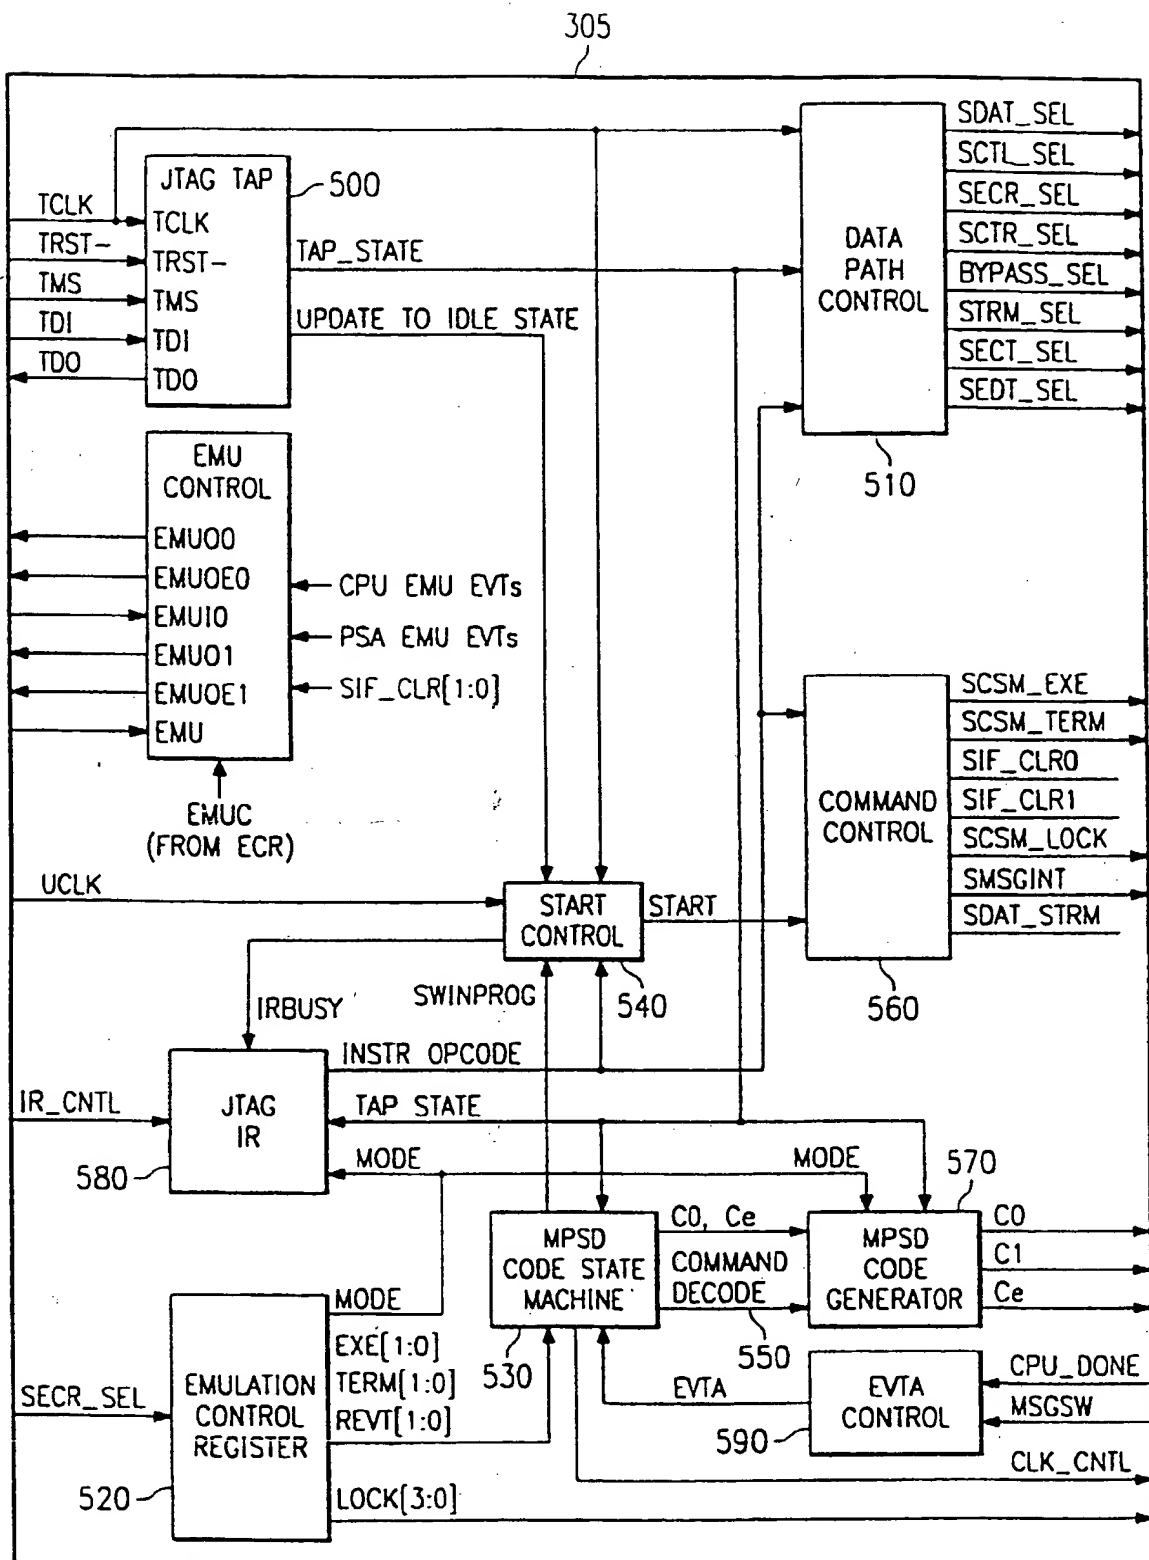 305
JTAG TAP
500
TCLK
TCLK
TRST-
TRST-
TMS
TMS
TDI
TDI
TDO
TDO
TAP_STATE
UPDATE TO IDLE STATE
DATA
PATH
CONTROL
510
SDAT_SEL
SCTL_SEL
SECR_SEL
SCTR_SEL
BYPASS_SEL
STRM_SEL
SECT_SEL
SEDT_SEL
EMU
CONTROL
EMUO0
EMUOE0
EMUI0
EMUO1
EMUOE1
EMU
CPU EMU EVTs
PSA EMU EVTs
SIF_CLR[1:0]
EMUC
(FROM ECR)
COMMAND
CONTROL
560
SCSM_EXE
SCSM_TERM
SIF_CLR0
SIF_CLR1
SCSM_LOCK
SMSGINT
SDAT_STRM
UCLK
START
CONTROL
540
START
IRBUSY
SWINPROG
INSTR OPCODE
IR_CNTL
JTAG
IR
580
TAP STATE
MODE
MODE
570
MPSD
CODE STATE
MACHINE
530
C0, Ce
COMMAND
DECODE
550
MPSD
CODE
GENERATOR
C0
C1
Ce
SECR_SEL
EMULATION
CONTROL
REGISTER
520
MODE
EXE[1:0]
TERM[1:0]
REVT[1:0]
LOCK[3:0]
EVTA
EVTA
CONTROL
590
CPU_DONE
MSGSW
CLK_CNTL